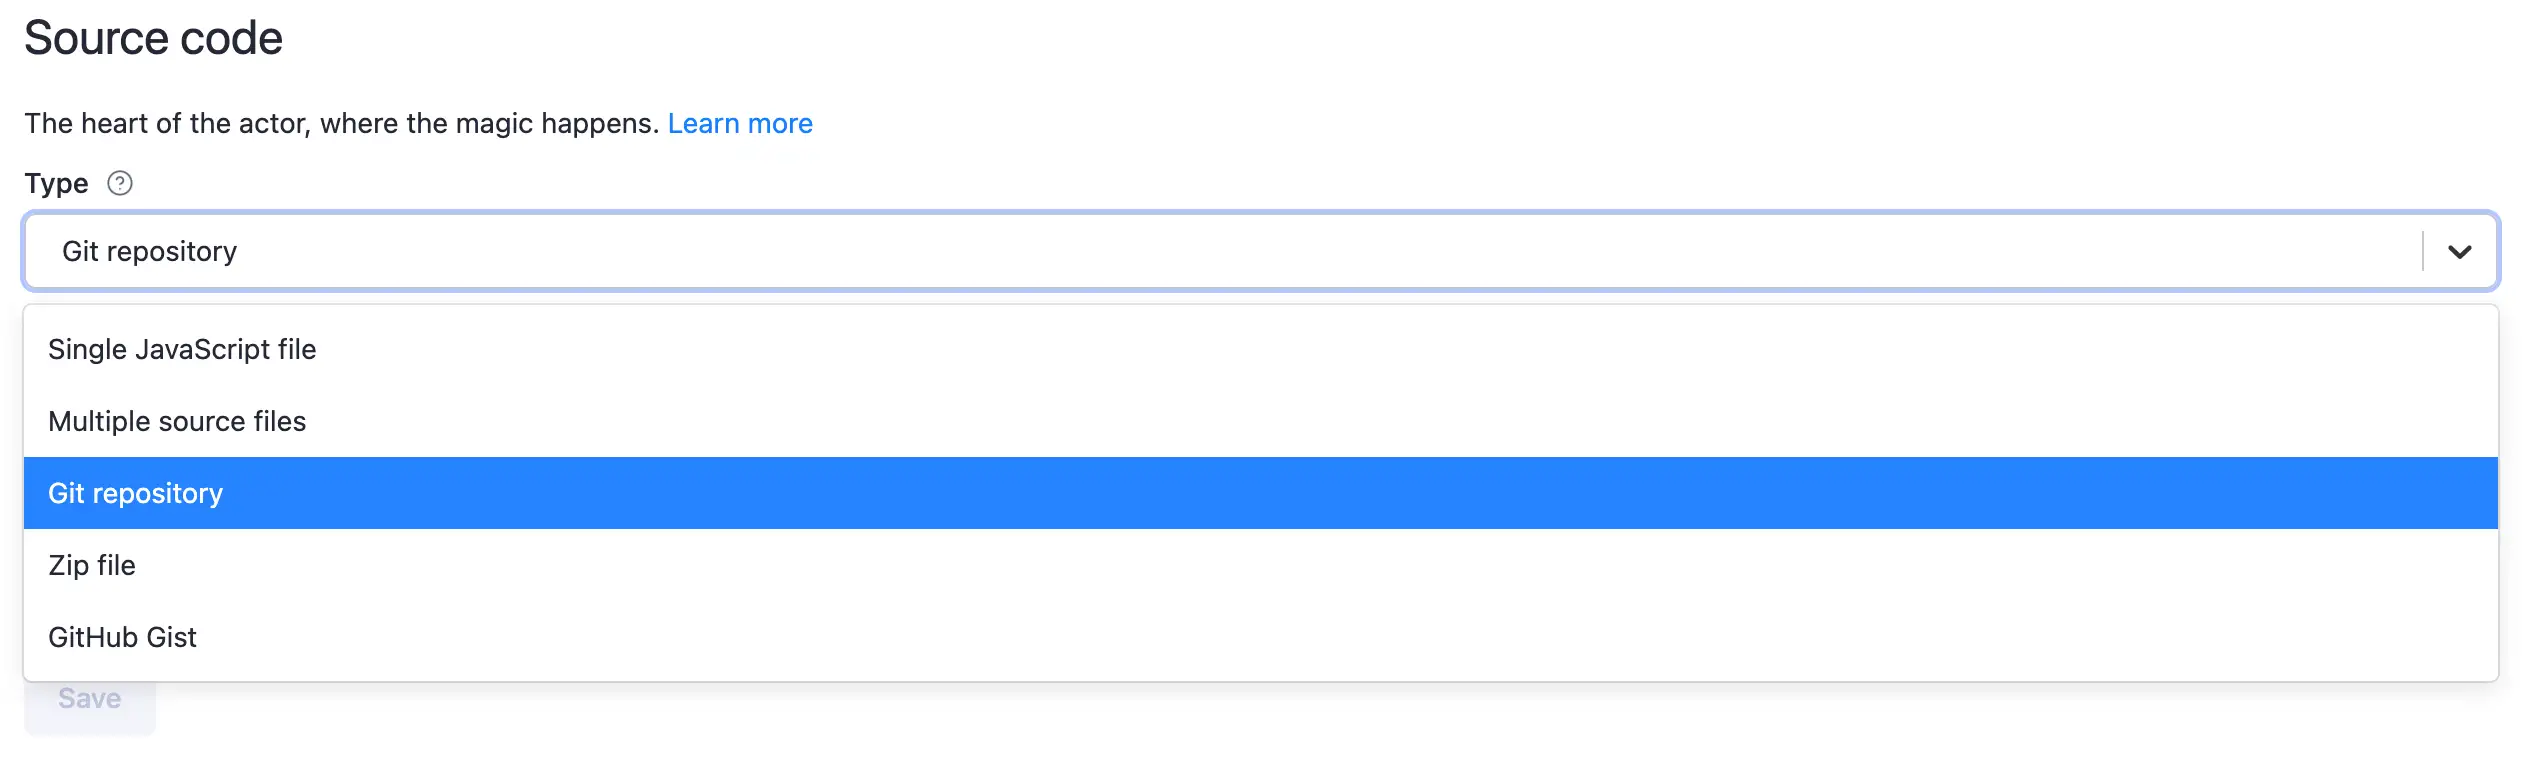 Source code
The heart of the actor, where the magic happens. Learn more
Type
Git repository
Single JavaScript file
Multiple source files
Git repository
Zip file
GitHub Gist
Save